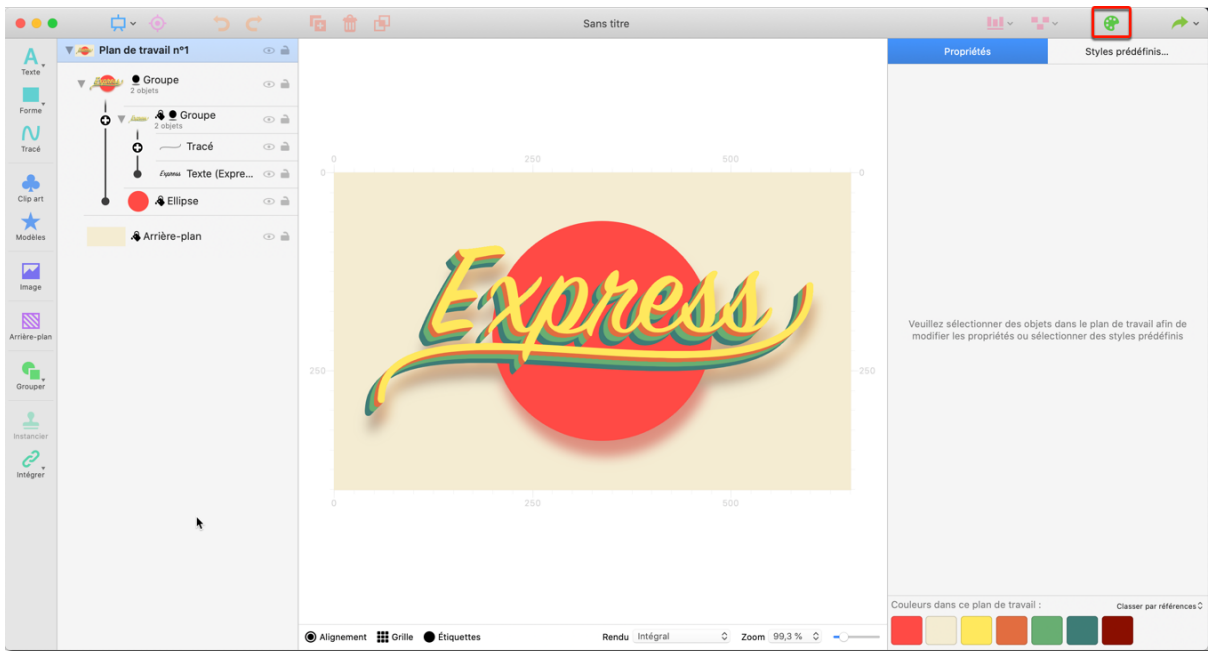 Sans titre
Texte
Forme
Tracé
Clip art
Modèles
Image
Arrière-plan
Grouper
Instancier
Intégrer
Plan de travail n°1
Groupe
2 objets
Groupe
2 objets
Tracé
Express Texte (Expre...
Ellipse
Arrière-plan
0 250 500
0 0
Express
250 250
0 250 500
Alignement Grille Étiquettes Rendu Intégral Zoom 99,3 %
Propriétés Styles prédéfinis...
Veuillez sélectionner des objets dans le plan de travail afin de
modifier les propriétés ou sélectionner des styles prédéfinis
Couleurs dans ce plan de travail : Classer par références